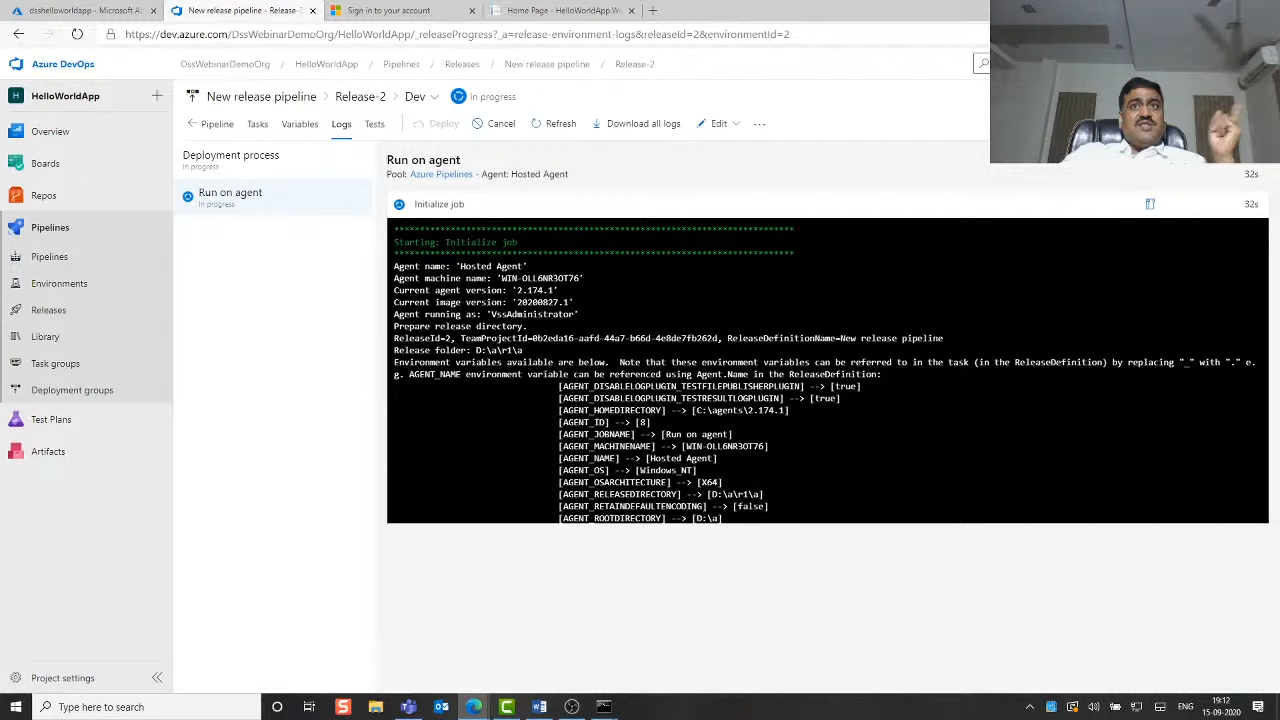 dssdemoapp - Microsoft Azure
New release pipeline - Release-2
Sign in to your account
HelloWorldApp
https://dev.azure.com/DssWebinarDemoOrg/HelloWorldApp/_releaseProgress?_a=release-environment-logs&releaseId=2&environmentId=2
Azure DevOps
DssWebinarDemoOrg / HelloWorldApp / Pipelines / Releases / New release pipeline / Release-2
H HelloWorldApp
New release pipeline > Release-2 > Dev In progress
Pipeline Tasks Variables Logs Tests Deploy Cancel Refresh Download all logs Edit ...
Overview
Boards
Repos
Pipelines
Pipelines
Environments
Releases
Library
Task groups
Deployment groups
Test Plans
Artifacts
Project settings
Deployment process
In progress
Run on agent
In progress
Run on agent
Pool: Azure Pipelines · Agent: Hosted Agent
32s
Initialize job
32s
Starting: Initialize job
Agent name: 'Hosted Agent'
Agent machine name: 'WIN-OLL6NR3OT76'
Current agent version: '2.174.1'
Current image version: '20200827.1'
Agent running as: 'VssAdministrator'
Prepare release directory.
ReleaseId=2, TeamProjectId=0b2eda16-aafd-44a7-b66d-4e8de7fb262d, ReleaseDefinitionName=New release pipeline
Release folder: D:\a\r1\a
Environment variables available are below. Note that these environment variables can be referred to in the task (in the ReleaseDefinition) by replacing "_" with "." e.
g. AGENT_NAME environment variable can be referenced using Agent.Name in the ReleaseDefinition:
[AGENT_DISABLELOGPLUGIN_TESTFILEPUBLISHERPLUGIN] --> [true]
[AGENT_DISABLELOGPLUGIN_TESTRESULTLOGPLUGIN] --> [true]
[AGENT_HOMEDIRECTORY] --> [C:\agents\2.174.1]
[AGENT_ID] --> [8]
[AGENT_JOBNAME] --> [Run on agent]
[AGENT_MACHINENAME] --> [WIN-OLL6NR3OT76]
[AGENT_NAME] --> [Hosted Agent]
[AGENT_OS] --> [Windows_NT]
[AGENT_OSARCHITECTURE] --> [X64]
[AGENT_RELEASEDIRECTORY] --> [D:\a\r1\a]
[AGENT_RETAINDEFAULTENCODING] --> [false]
[AGENT_ROOTDIRECTORY] --> [D:\a]
Type here to search
ENG
19:12
15-09-2020